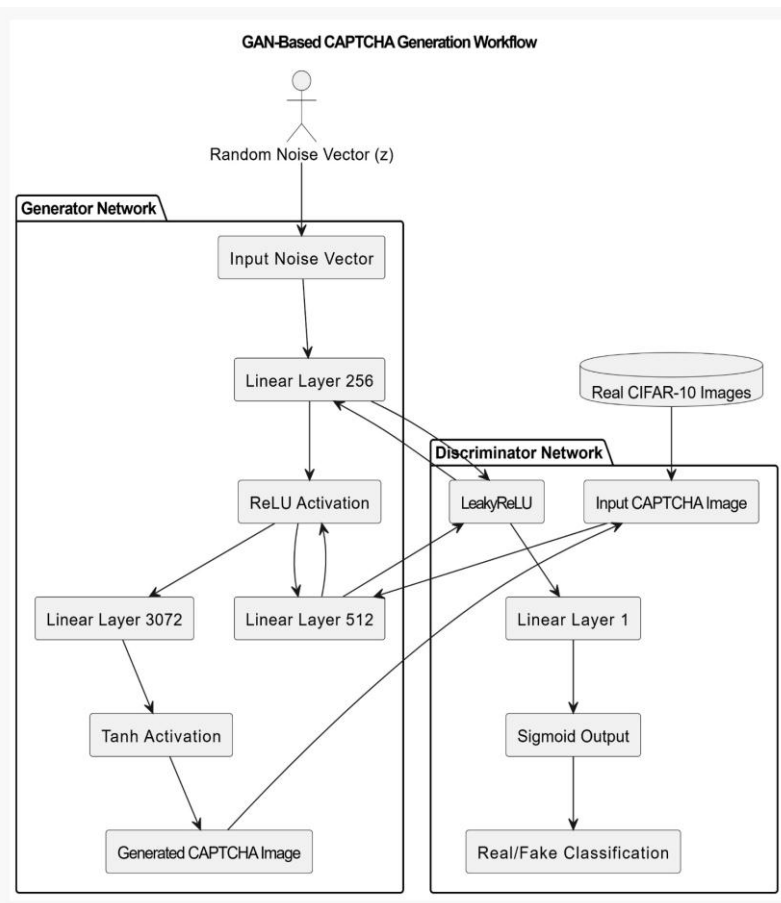 GAN-Based CAPTCHA Generation Workflow
Random Noise Vector (z)
Generator Network
Input Noise Vector
Linear Layer 256
Real CIFAR-10 Images
Discriminator Network
ReLU Activation
LeakyReLU
Input CAPTCHA Image
Linear Layer 3072
Linear Layer 512
Linear Layer 1
Tanh Activation
Sigmoid Output
Generated CAPTCHA Image
Real/Fake Classification